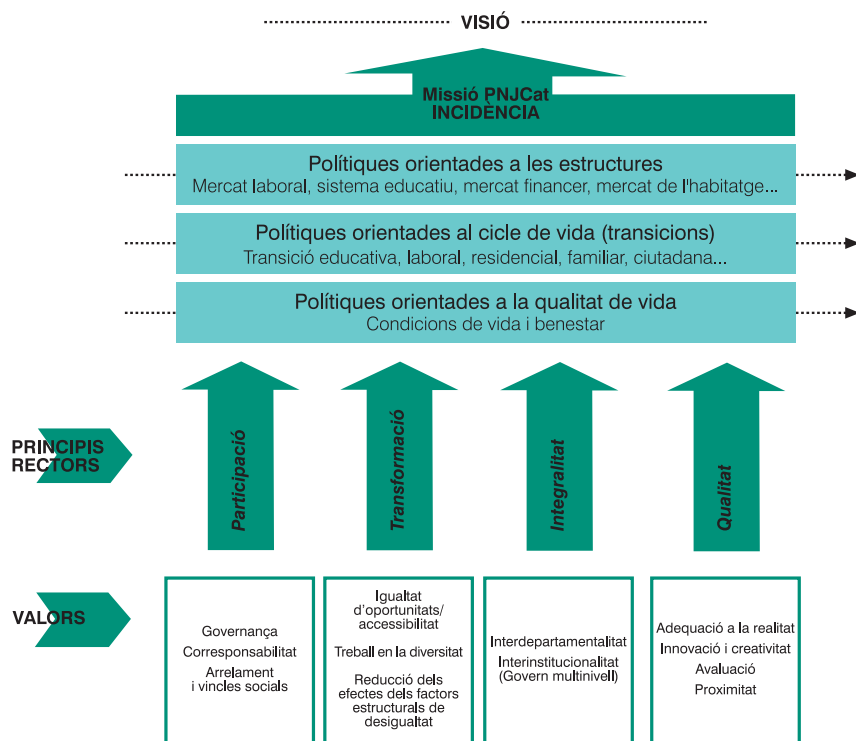 VISIÓ
Missió PNJCat
INCIDÈNCIA
Polítiques orientades a les estructures
Mercat laboral, sistema educatiu, mercat financer, mercat de l'habitatge...
Polítiques orientades al cicle de vida (transicions)
Transició educativa, laboral, residencial, familiar, ciutadana...
Polítiques orientades a la qualitat de vida
Condicions de vida i benestar
PRINCIPIS
RECTORS
Participació
Transformació
Integralitat
Qualitat
VALORS
Governança
Corresponsabilitat
Arrelament
i vincles socials
Igualtat
d'oportunitats/
accessibilitat
Treball en la diversitat
Reducció dels
efectes dels factors
estructurals de
desigualtat
Interdepartamentalitat
Interinstitucionalitat
(Govern multinivell)
Adequació a la realitat
Innovació i creativitat
Avaluació
Proximitat